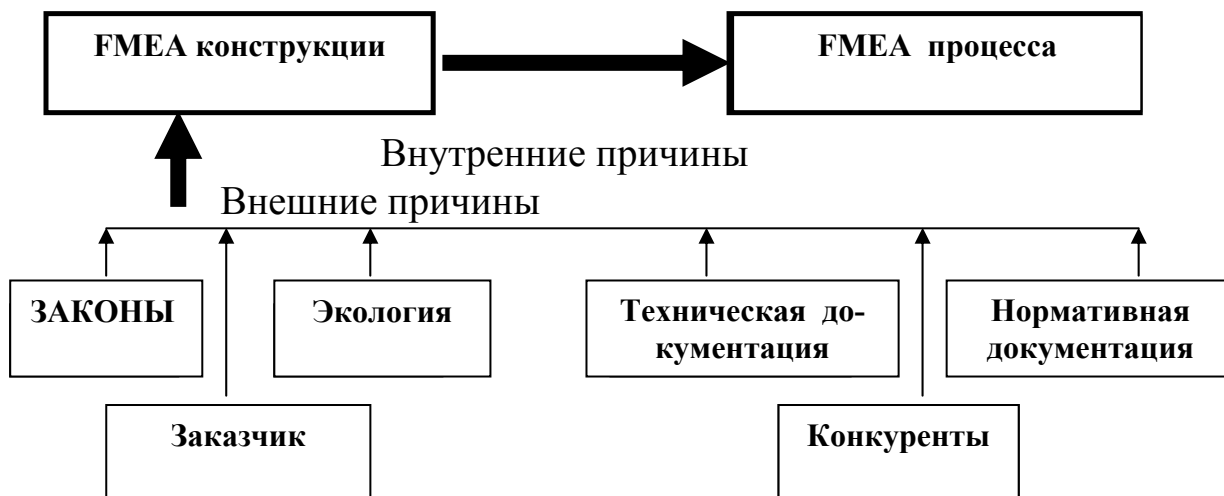 FMEA конструкции
FMEA процесса
Внутренние причины
Внешние причины
ЗАКОНЫ
Экология
Техническая до-
кументация
Нормативная
документация
Заказчик
Конкуренты